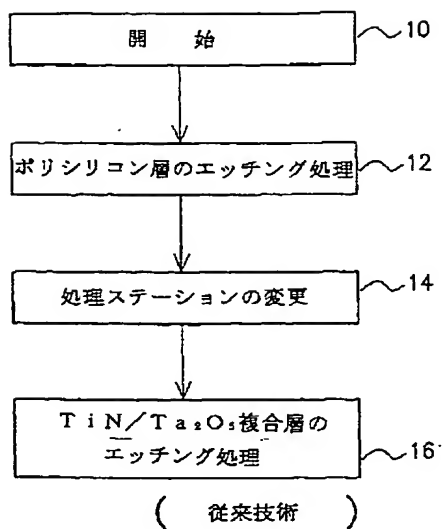 開 始
10
ポリシリコン層のエッチング処理
12
処理ステーションの変更
14
TiN/Ta₂O₅複合層の
エッチング処理
16
( 従来技術 )